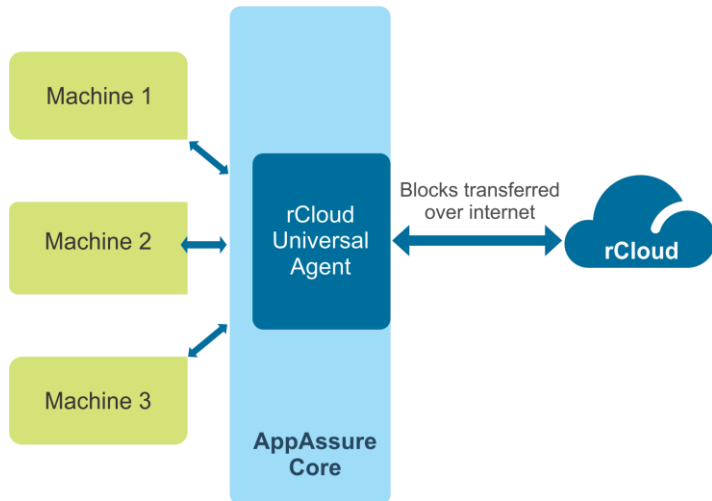 Machine 1
Machine 2
Machine 3
rCloud
Universal
Agent
AppAssure
Core
Blocks transferred
over internet
rCloud